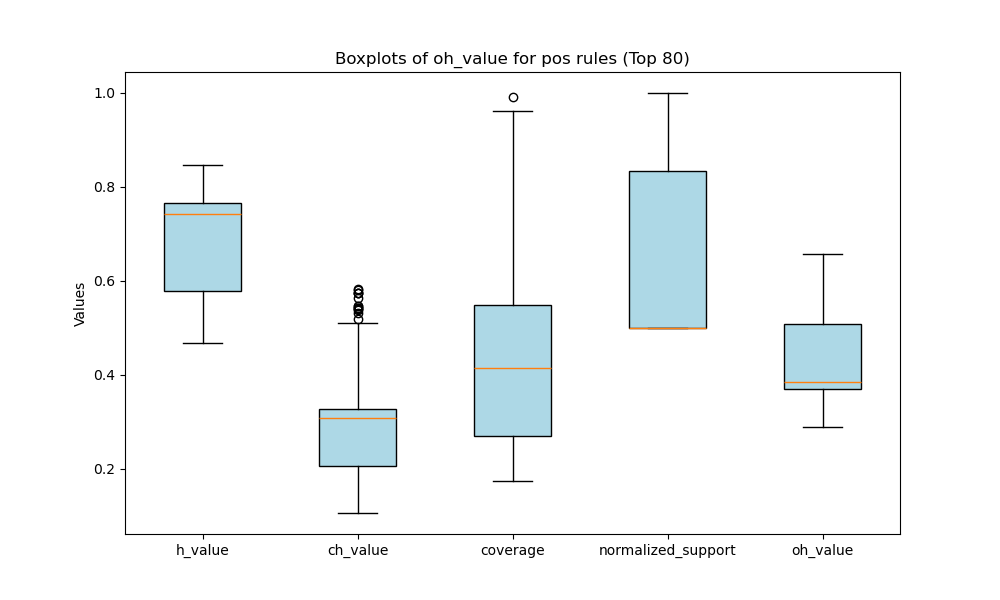 Boxplots of oh_value for pos rules (Top 80)
Values
1.0
0.8
0.6
0.4
0.2
h_value
ch_value
coverage
normalized_support
oh_value